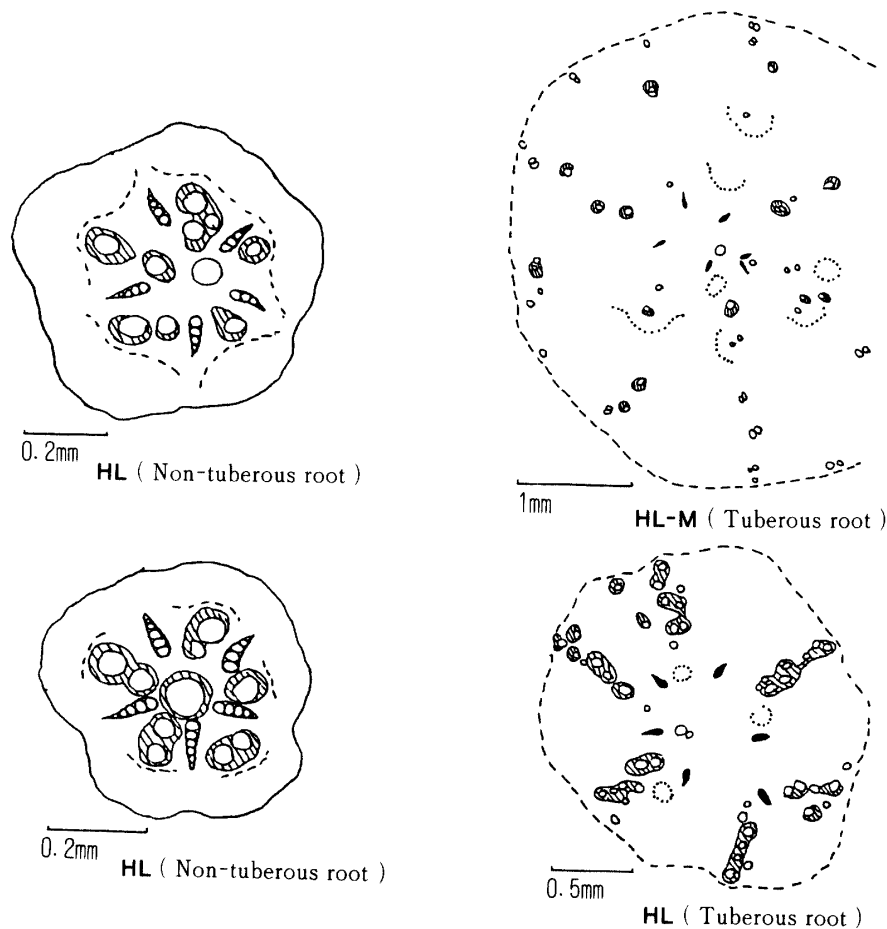 0.2mm
HL ( Non-tuberous root )
1mm
HL-M ( Tuberous root )
0.2mm
HL ( Non-tuberous root )
0.5mm
HL ( Tuberous root )